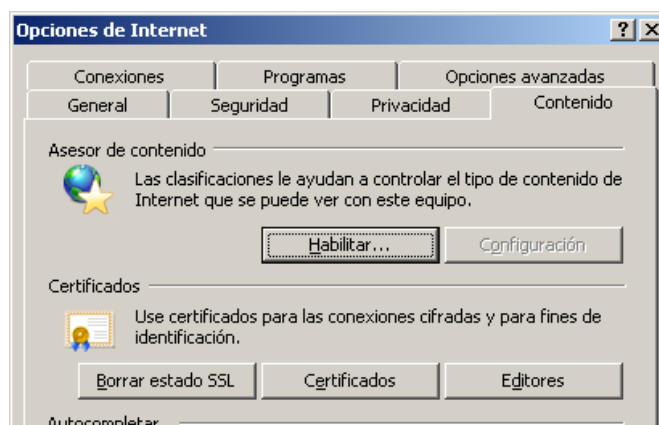 Opciones de Internet
Conexiones Programas Opciones avanzadas
General Seguridad Privacidad Contenido
Asesor de contenido
Las clasificaciones le ayudan a controlar el tipo de contenido de
Internet que se puede ver con este equipo.
Habilitar... Configuración
Certificados
Use certificados para las conexiones cifradas y para fines de
identificación.
Borrar estado SSL Certificados Editores
Autocompletar